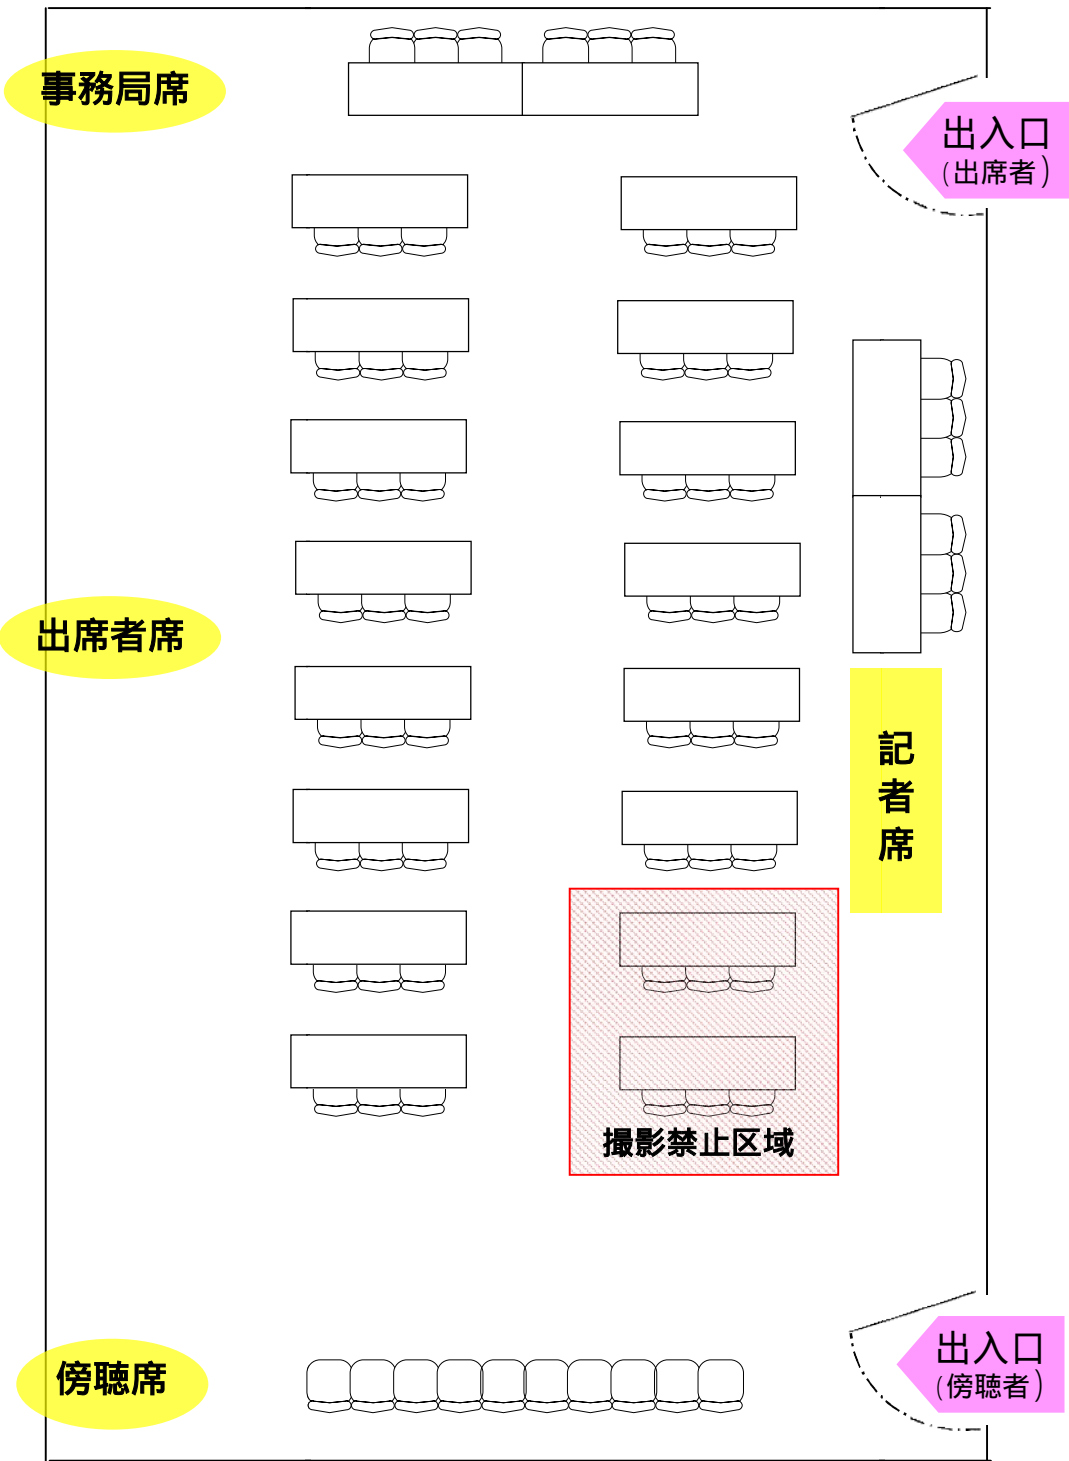 事務局席
出入口
(出席者)
出席者席
記者席
撮影禁止区域
傍聴席
出入口
(傍聴者)